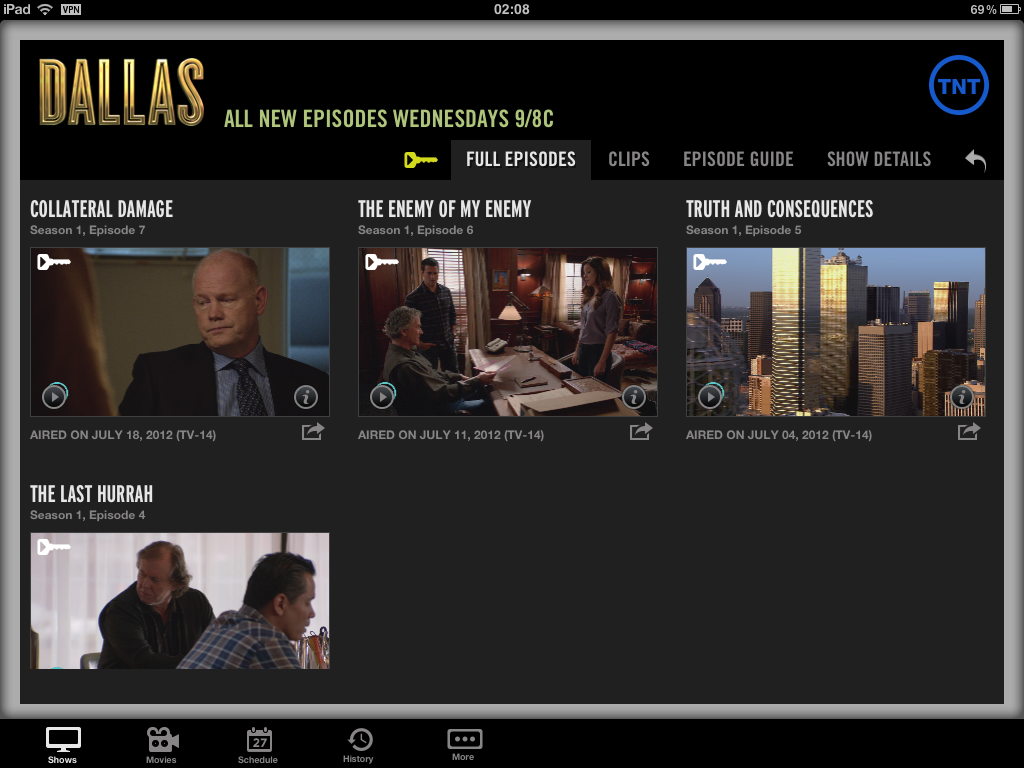 iPad VPN 02:08 69%
DALLAS
ALL NEW EPISODES WEDNESDAYS 9/8C
TNT
FULL EPISODES CLIPS EPISODE GUIDE SHOW DETAILS
COLLATERAL DAMAGE
Season 1, Episode 7
AIRED ON JULY 18, 2012 (TV-14)
THE ENEMY OF MY ENEMY
Season 1, Episode 6
AIRED ON JULY 11, 2012 (TV-14)
TRUTH AND CONSEQUENCES
Season 1, Episode 5
AIRED ON JULY 04, 2012 (TV-14)
THE LAST HURRAH
Season 1, Episode 4
27
Shows Movies Schedule History More